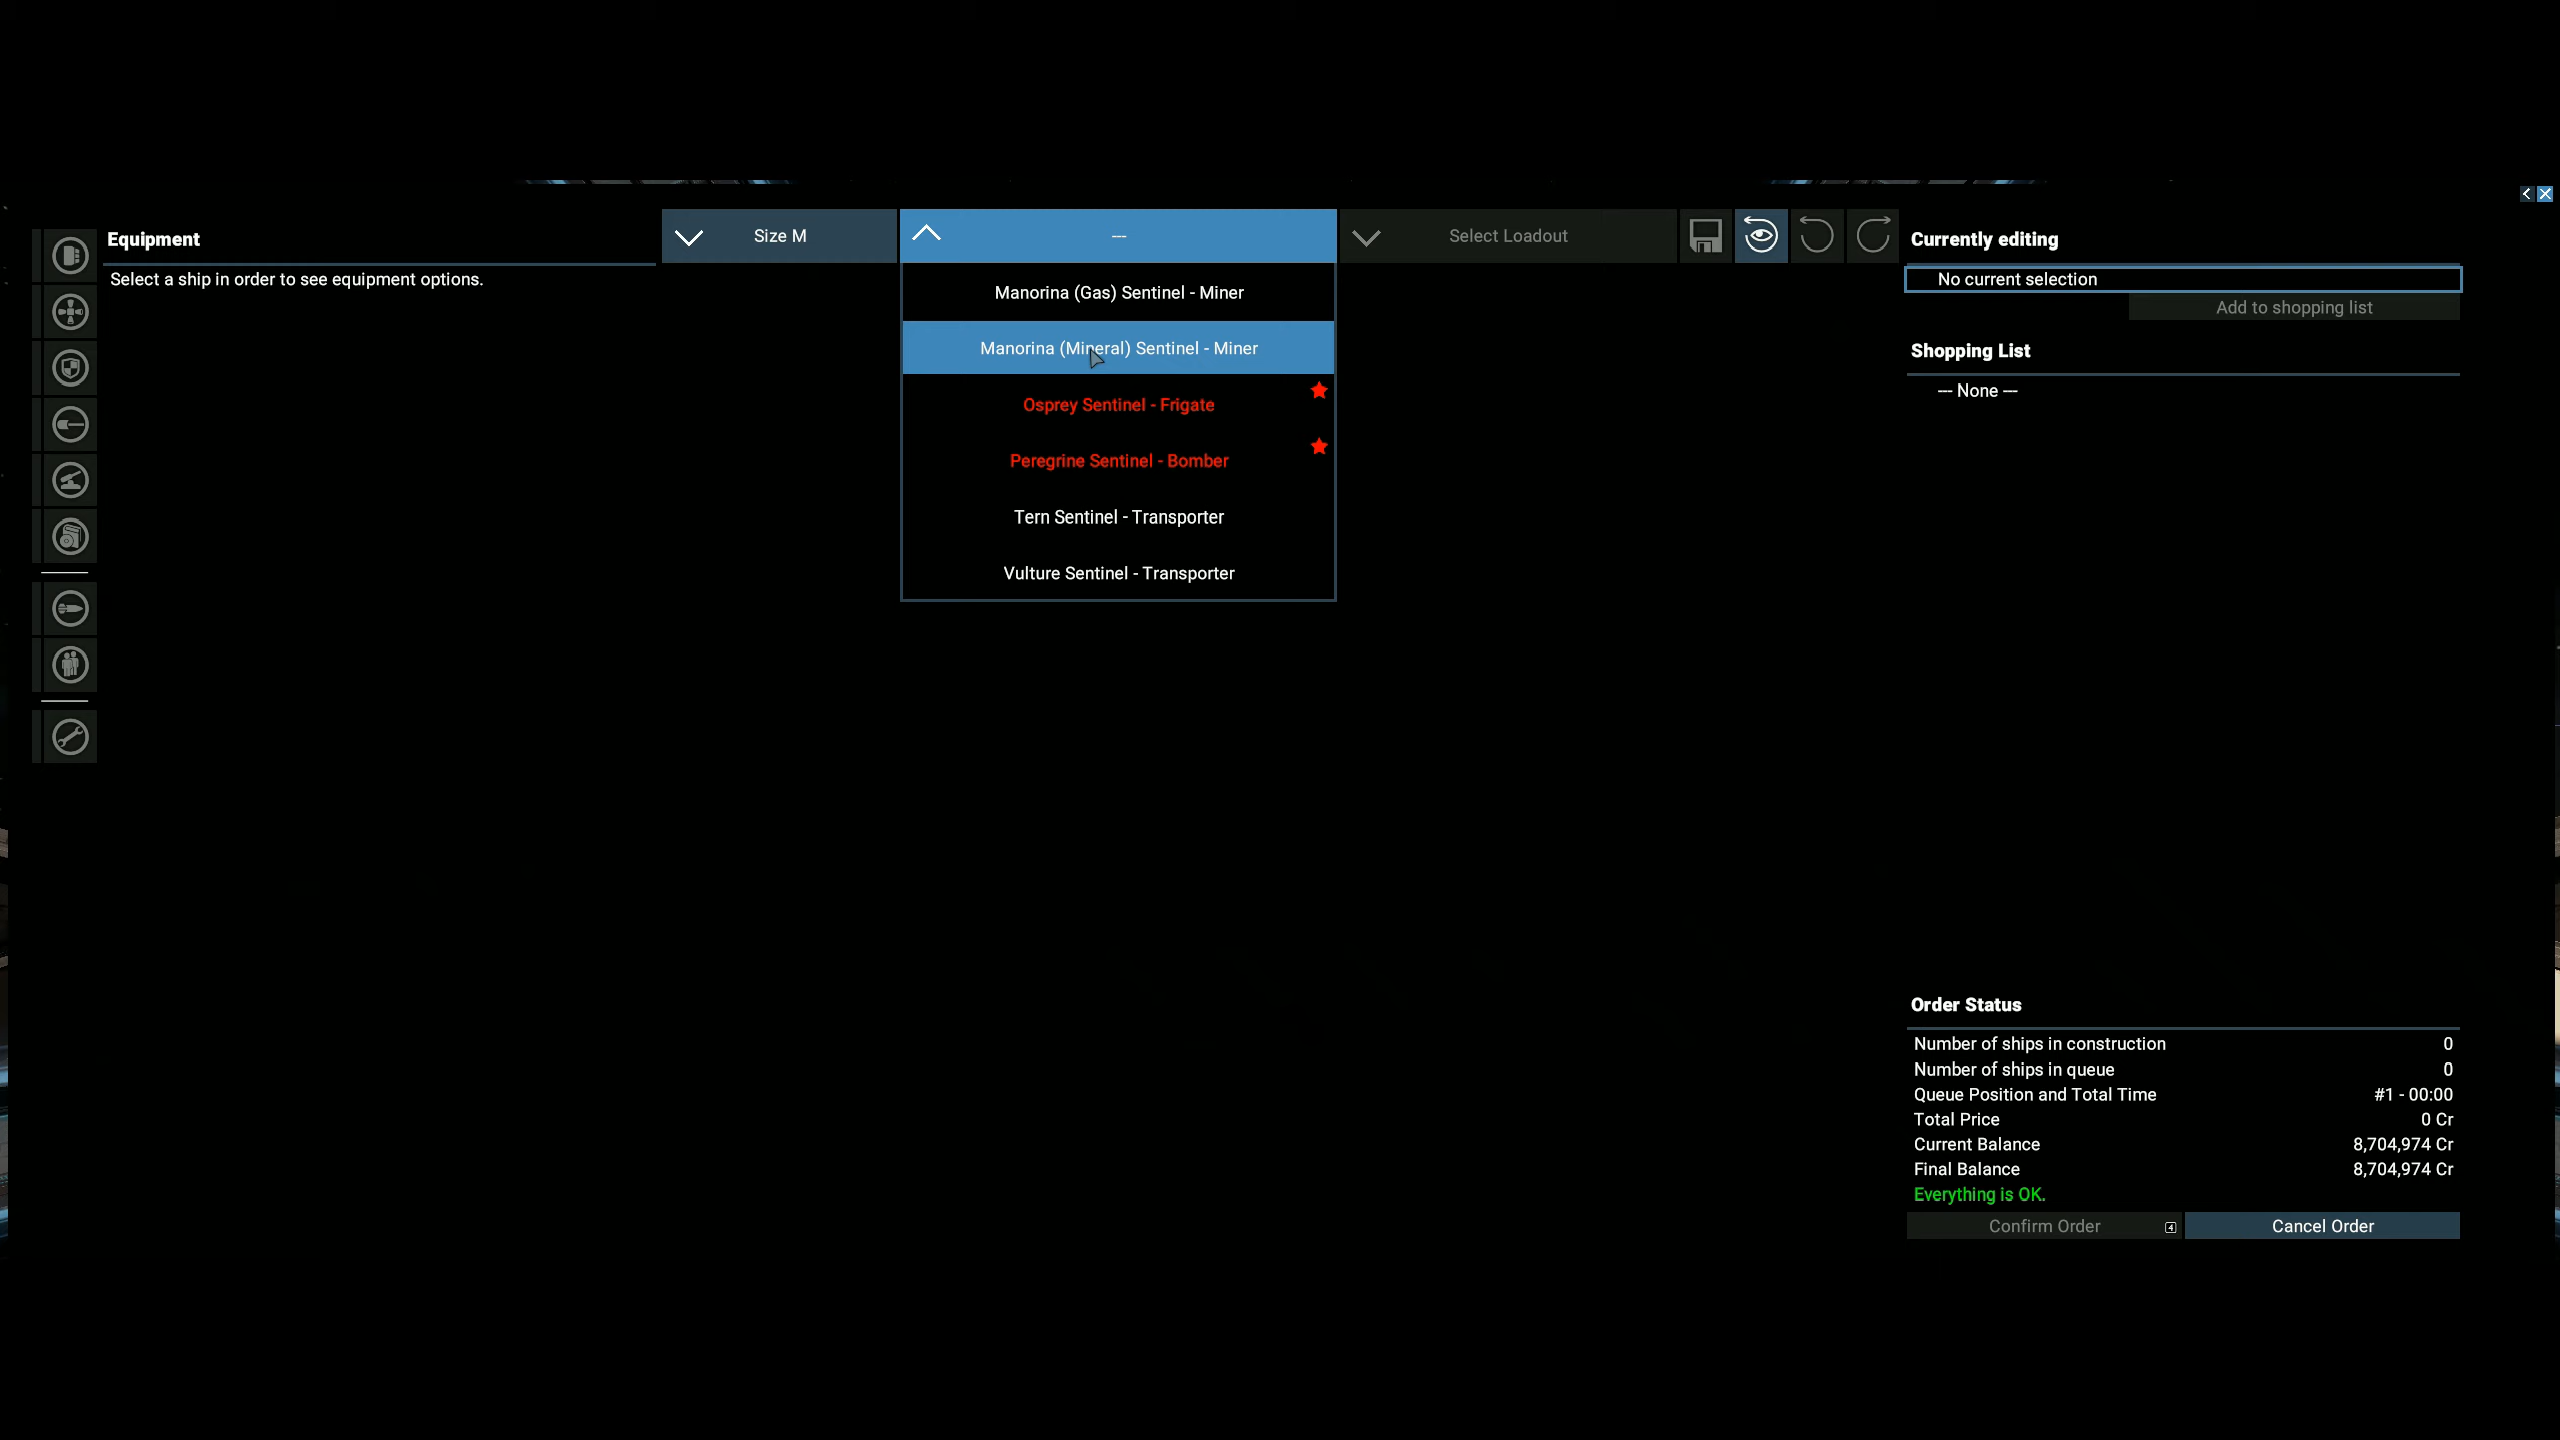 Equipment
Select a ship in order to see equipment options.
Size M
---
Select Loadout
Manorina (Gas) Sentinel - Miner
Manorina (Mineral) Sentinel - Miner
Osprey Sentinel - Frigate
Peregrine Sentinel - Bomber
Tern Sentinel - Transporter
Vulture Sentinel - Transporter
Currently editing
No current selection
Add to shopping list
Shopping List
--- None ---
Order Status
Number of ships in construction 0
Number of ships in queue 0
Queue Position and Total Time #1 - 00:00
Total Price 0 Cr
Current Balance 8,704,974 Cr
Final Balance 8,704,974 Cr
Everything is OK.
Confirm Order 4
Cancel Order